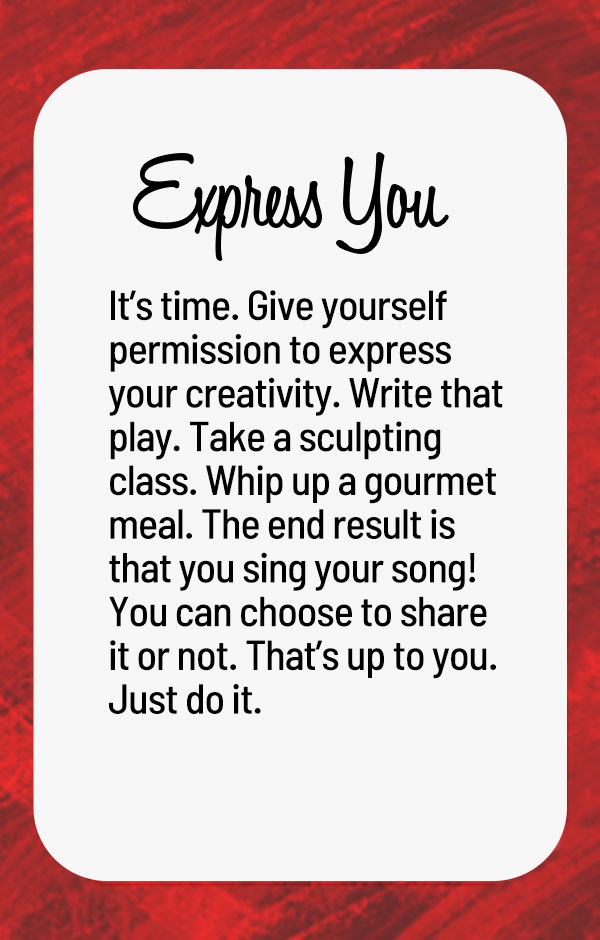 Express You
It’s time. Give yourself
permission to express
your creativity. Write that
play. Take a sculpting
class. Whip up a gourmet
meal. The end result is
that you sing your song!
You can choose to share
it or not. That’s up to you.
Just do it.